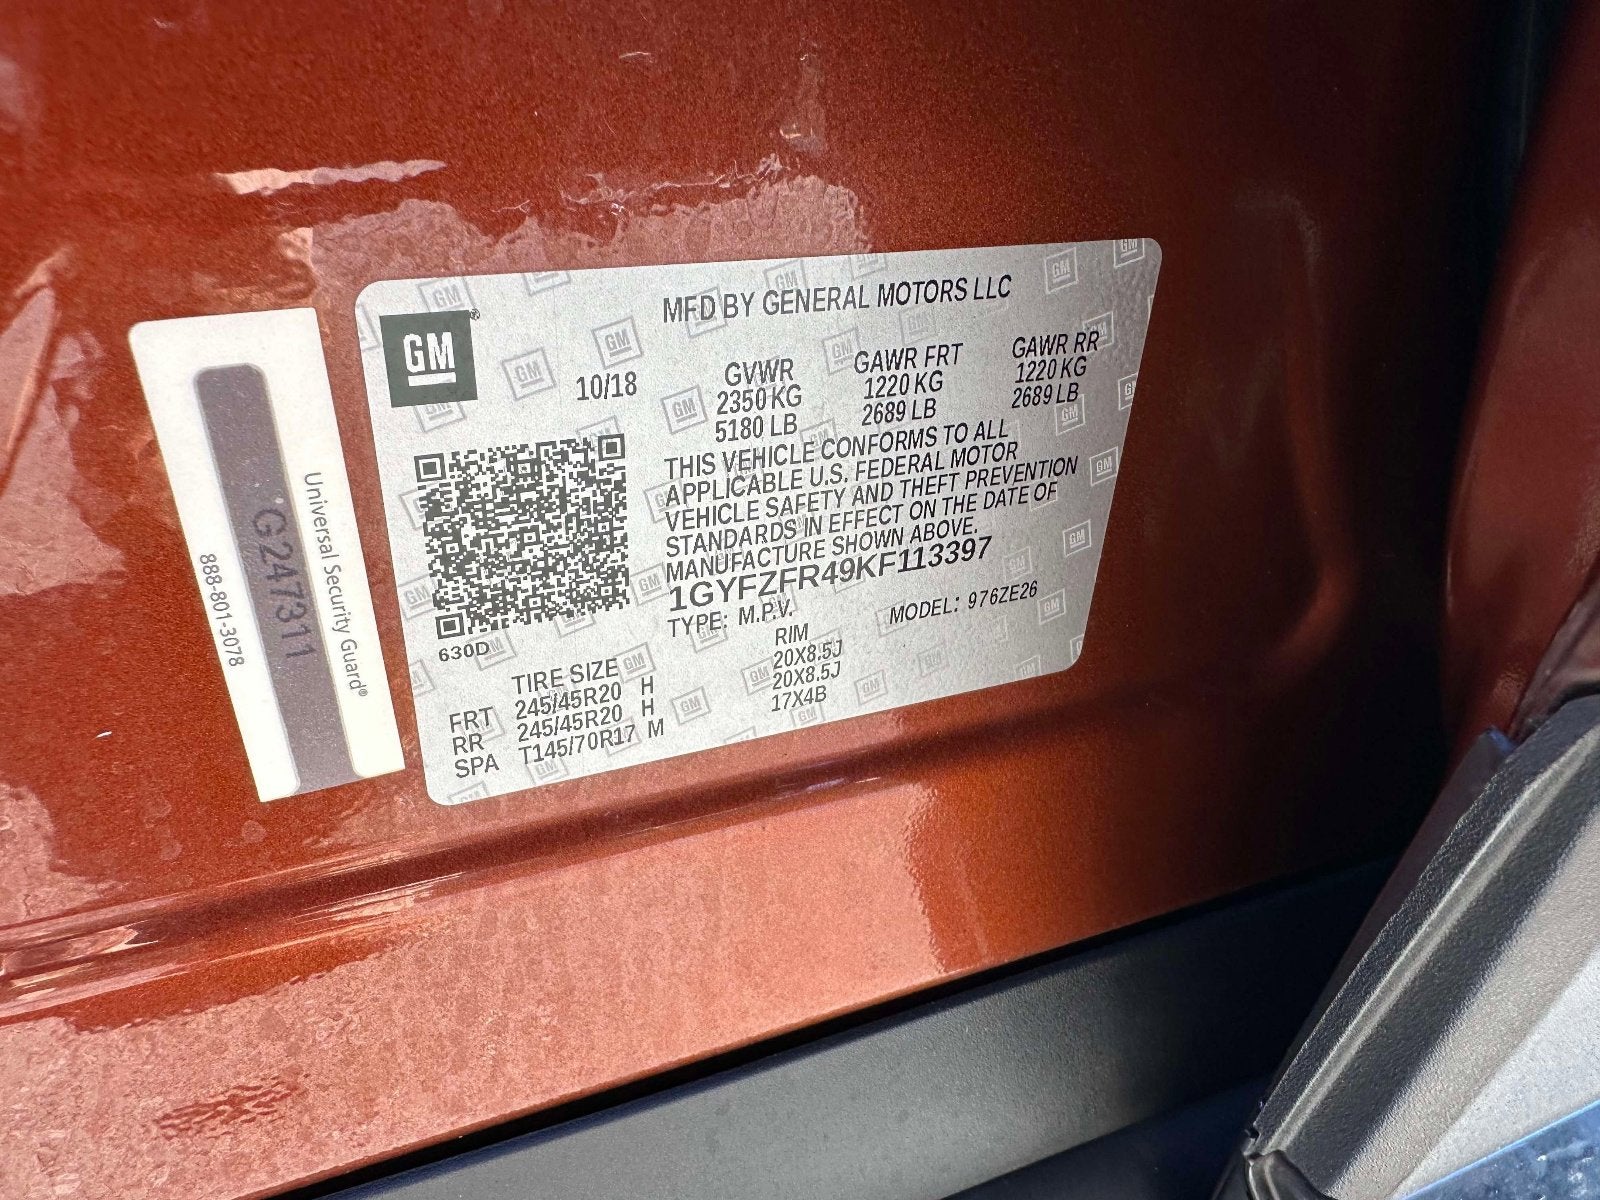 Universal Security Guard®
G247311
888-801-3078
GM®
MFD BY GENERAL MOTORS LLC
10/18
GVWR GAWR FRT GAWR RR
2350 KG 1220 KG 1220 KG
5180 LB 2689 LB 2689 LB
THIS VEHICLE CONFORMS TO ALL
APPLICABLE U.S. FEDERAL MOTOR
VEHICLE SAFETY AND THEFT PREVENTION
STANDARDS IN EFFECT ON THE DATE OF
MANUFACTURE SHOWN ABOVE.
1GYFZFR49KF113397
TYPE: M.P.V. MODEL: 976ZE26
630D
TIRE SIZE RIM
FRT 245/45R20 H 20X8.5J
RR 245/45R20 H 20X8.5J
SPA T145/70R17 M 17X4B